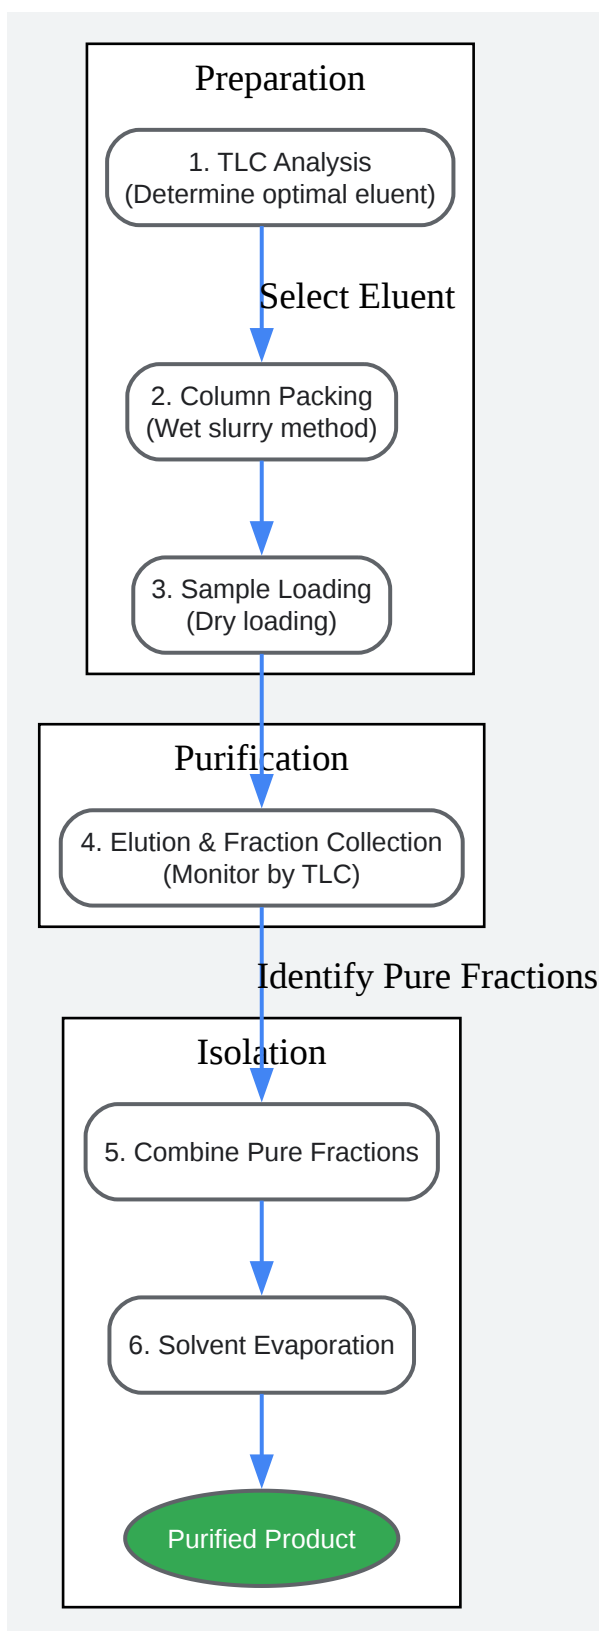 Preparation
1. TLC Analysis
(Determine optimal eluent)
Select Eluent
2. Column Packing
(Wet slurry method)
3. Sample Loading
(Dry loading)
Purification
4. Elution & Fraction Collection
(Monitor by TLC)
Identify Pure Fractions
Isolation
5. Combine Pure Fractions
6. Solvent Evaporation
Purified Product